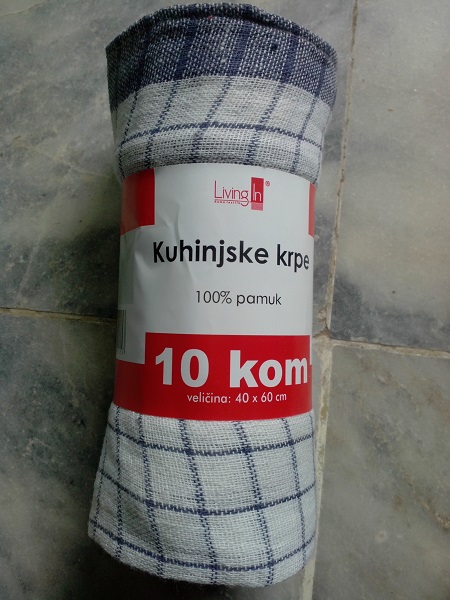 Living In ®
Kuhinjske krpe
100% pamuk
10 kom
veličina: 40 x 60 cm